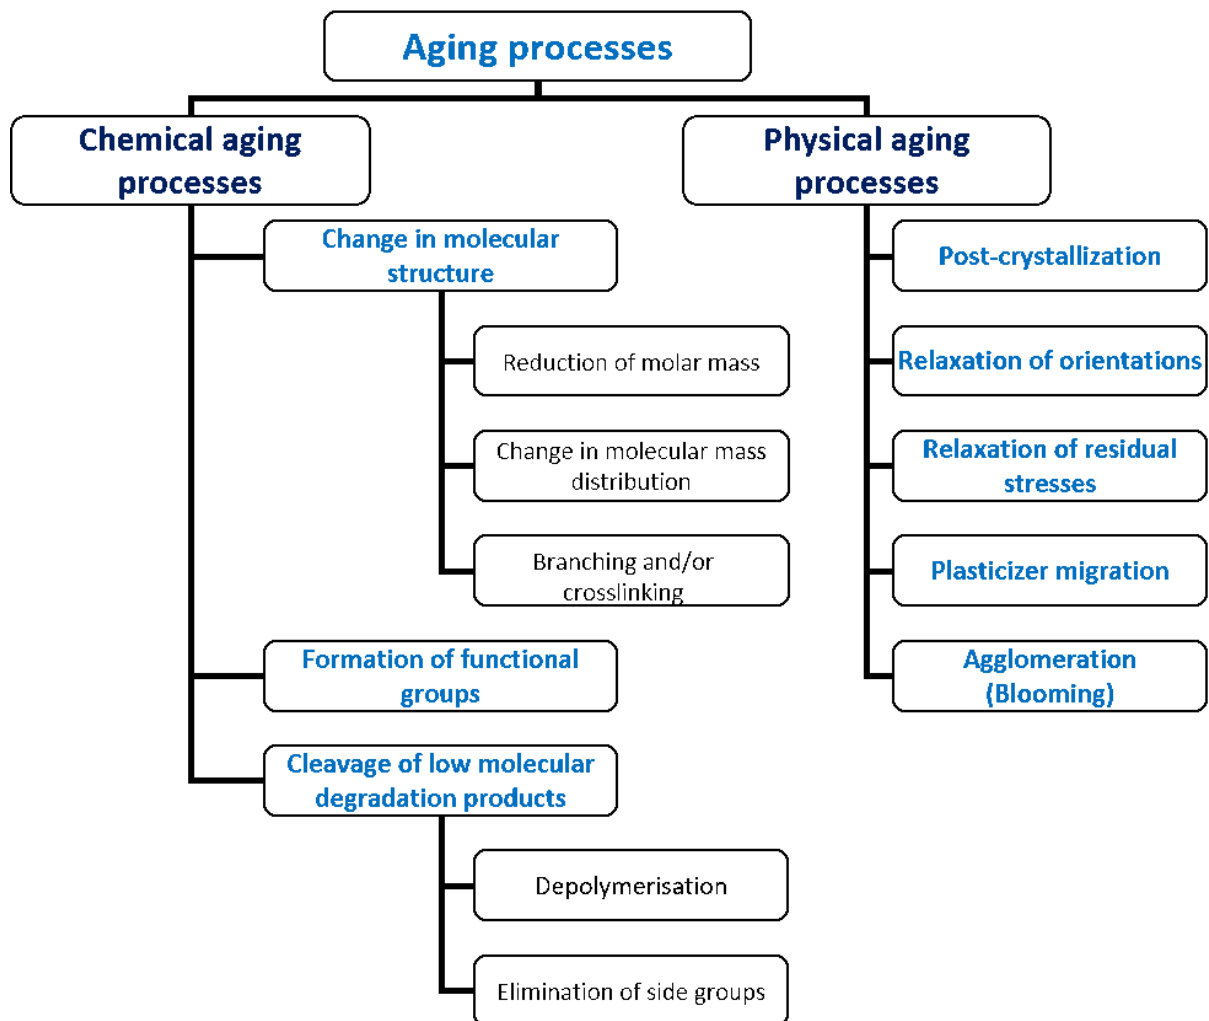 Aging processes
Chemical aging
processes
Change in molecular
structure
Reduction of molar mass
Change in molecular mass
distribution
Branching and/or
crosslinking
Formation of functional
groups
Cleavage of low molecular
degradation products
Depolymerisation
Elimination of side groups
Physical aging
processes
Post-crystallization
Relaxation of orientations
Relaxation of residual
stresses
Plasticizer migration
Agglomeration
(Blooming)